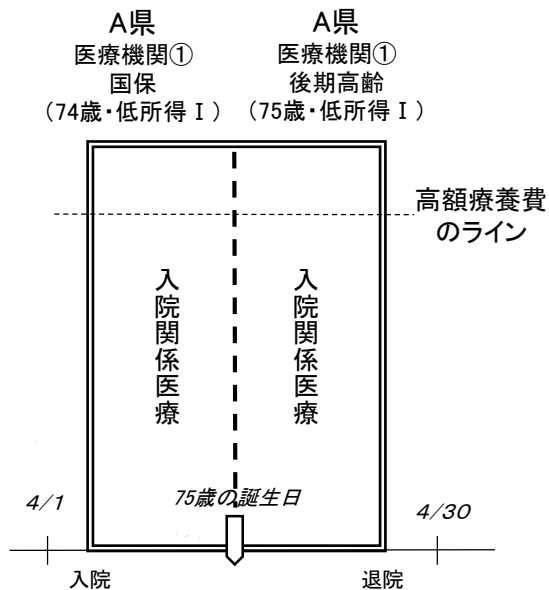 A県
医療機関①
国保
（74歳・低所得Ⅰ）
A県
医療機関①
後期高齢
（75歳・低所得Ⅰ）
高額療養費
のライン
入院関係医療
入院関係医療
75歳の誕生日
4/1
4/30
入院
退院